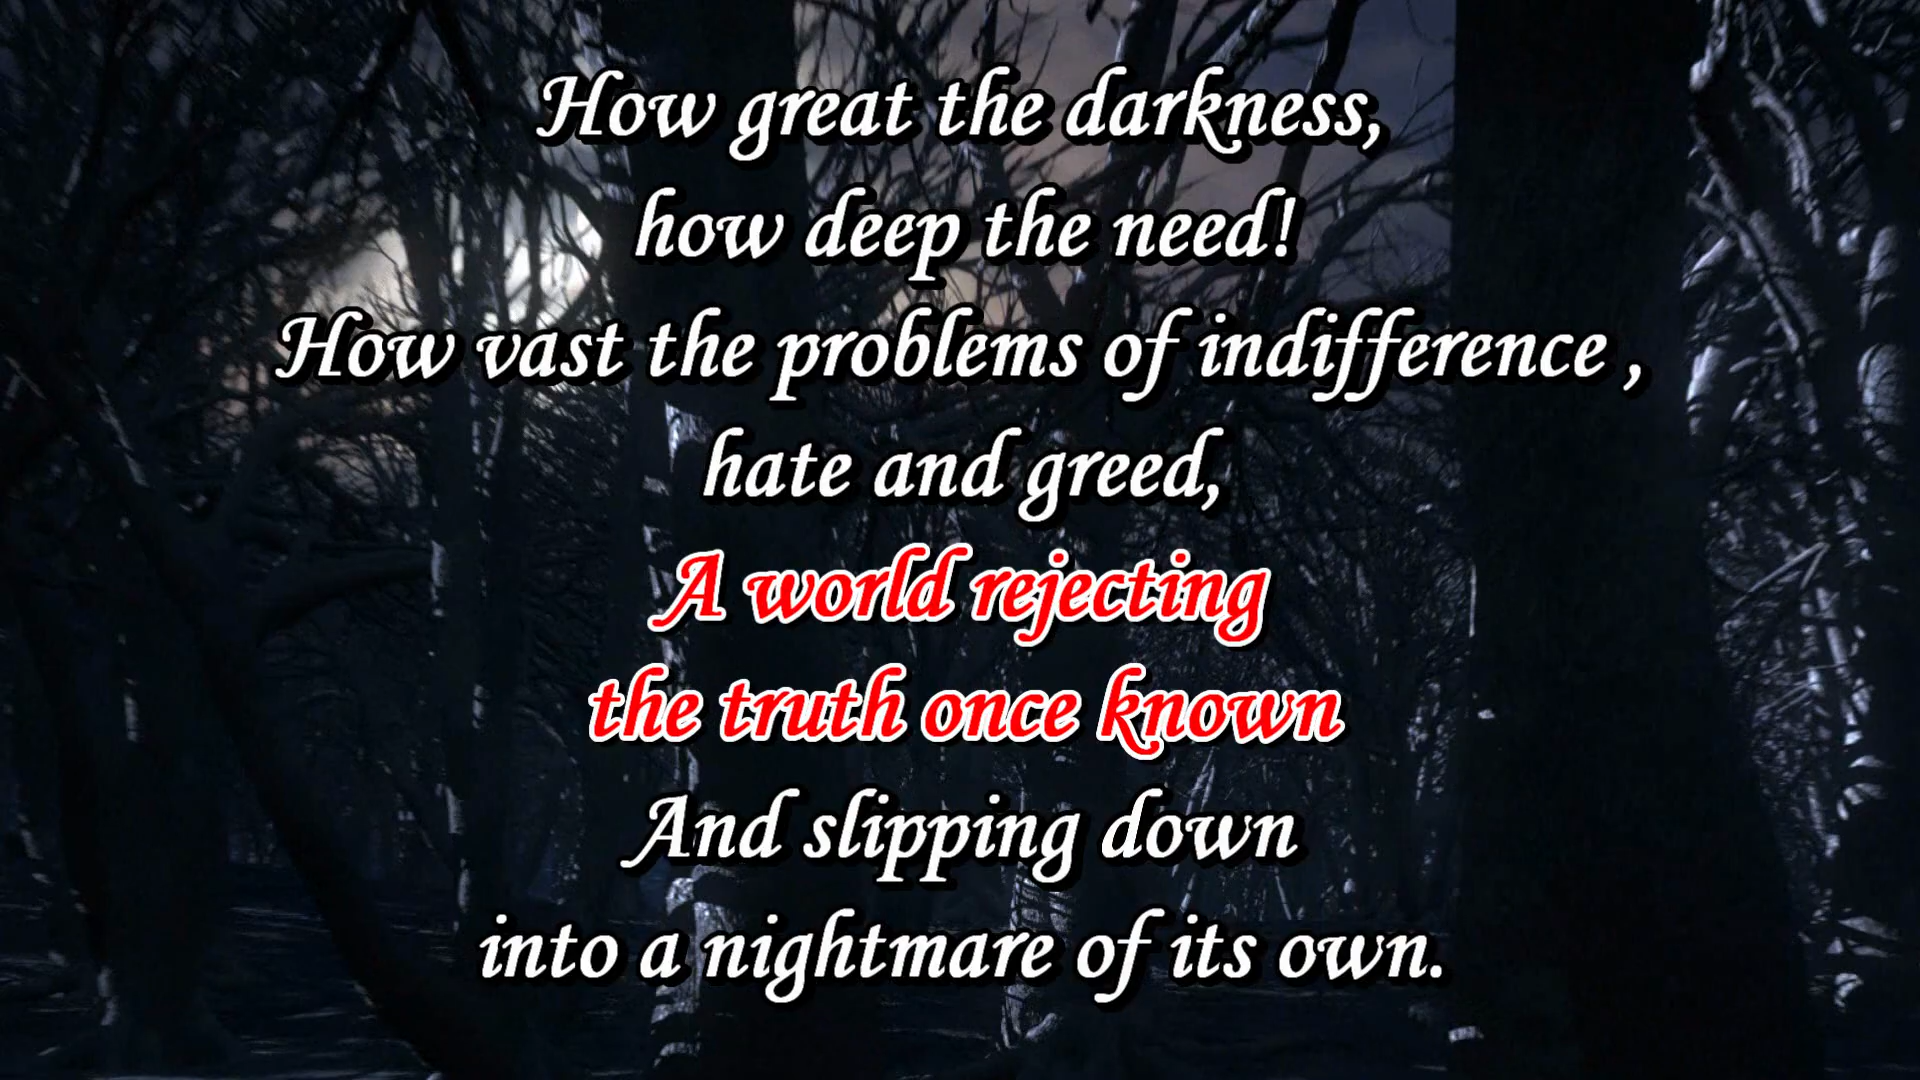 How great the darkness,
how deep the need!
How vast the problems of indifference ,
hate and greed,
A world rejecting
the truth once known
And slipping down
into a nightmare of its own.